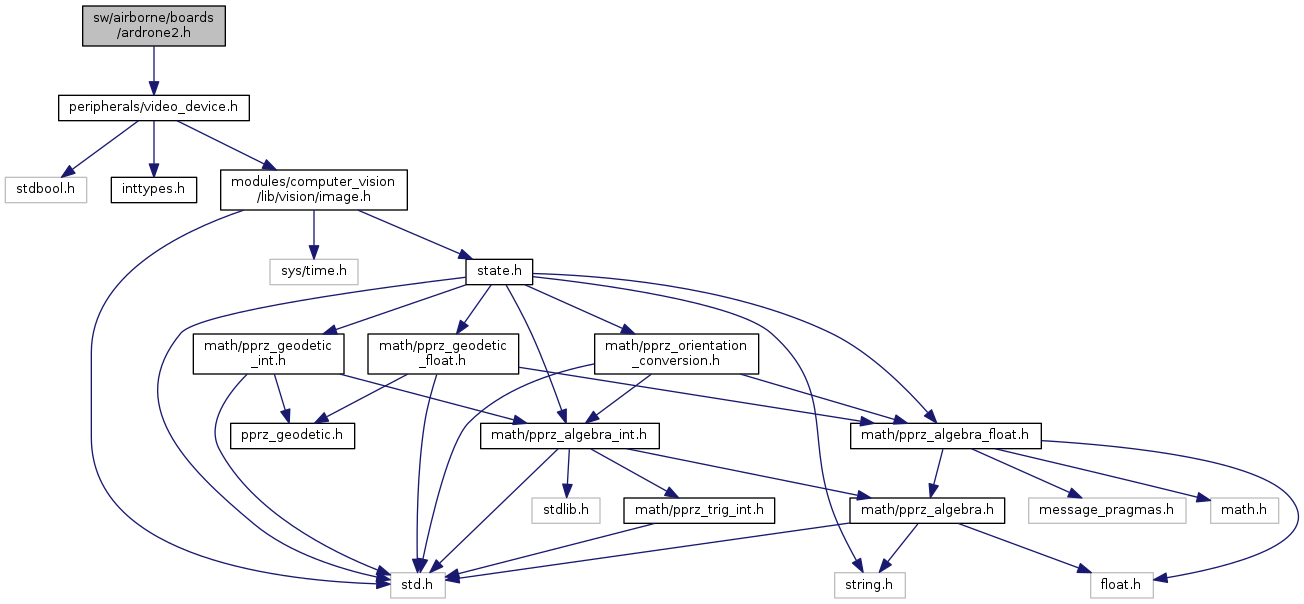 sw/airborne/boards
/ardrone2.h
peripherals/video_device.h
stdbool.h
inttypes.h
modules/computer_vision
/lib/vision/image.h
sys/time.h
state.h
math/pprz_geodetic
_int.h
math/pprz_geodetic
_float.h
math/pprz_orientation
_conversion.h
pprz_geodetic.h
math/pprz_algebra_int.h
math/pprz_algebra_float.h
stdlib.h
math/pprz_trig_int.h
math/pprz_algebra.h
message_pragmas.h
math.h
std.h
string.h
float.h